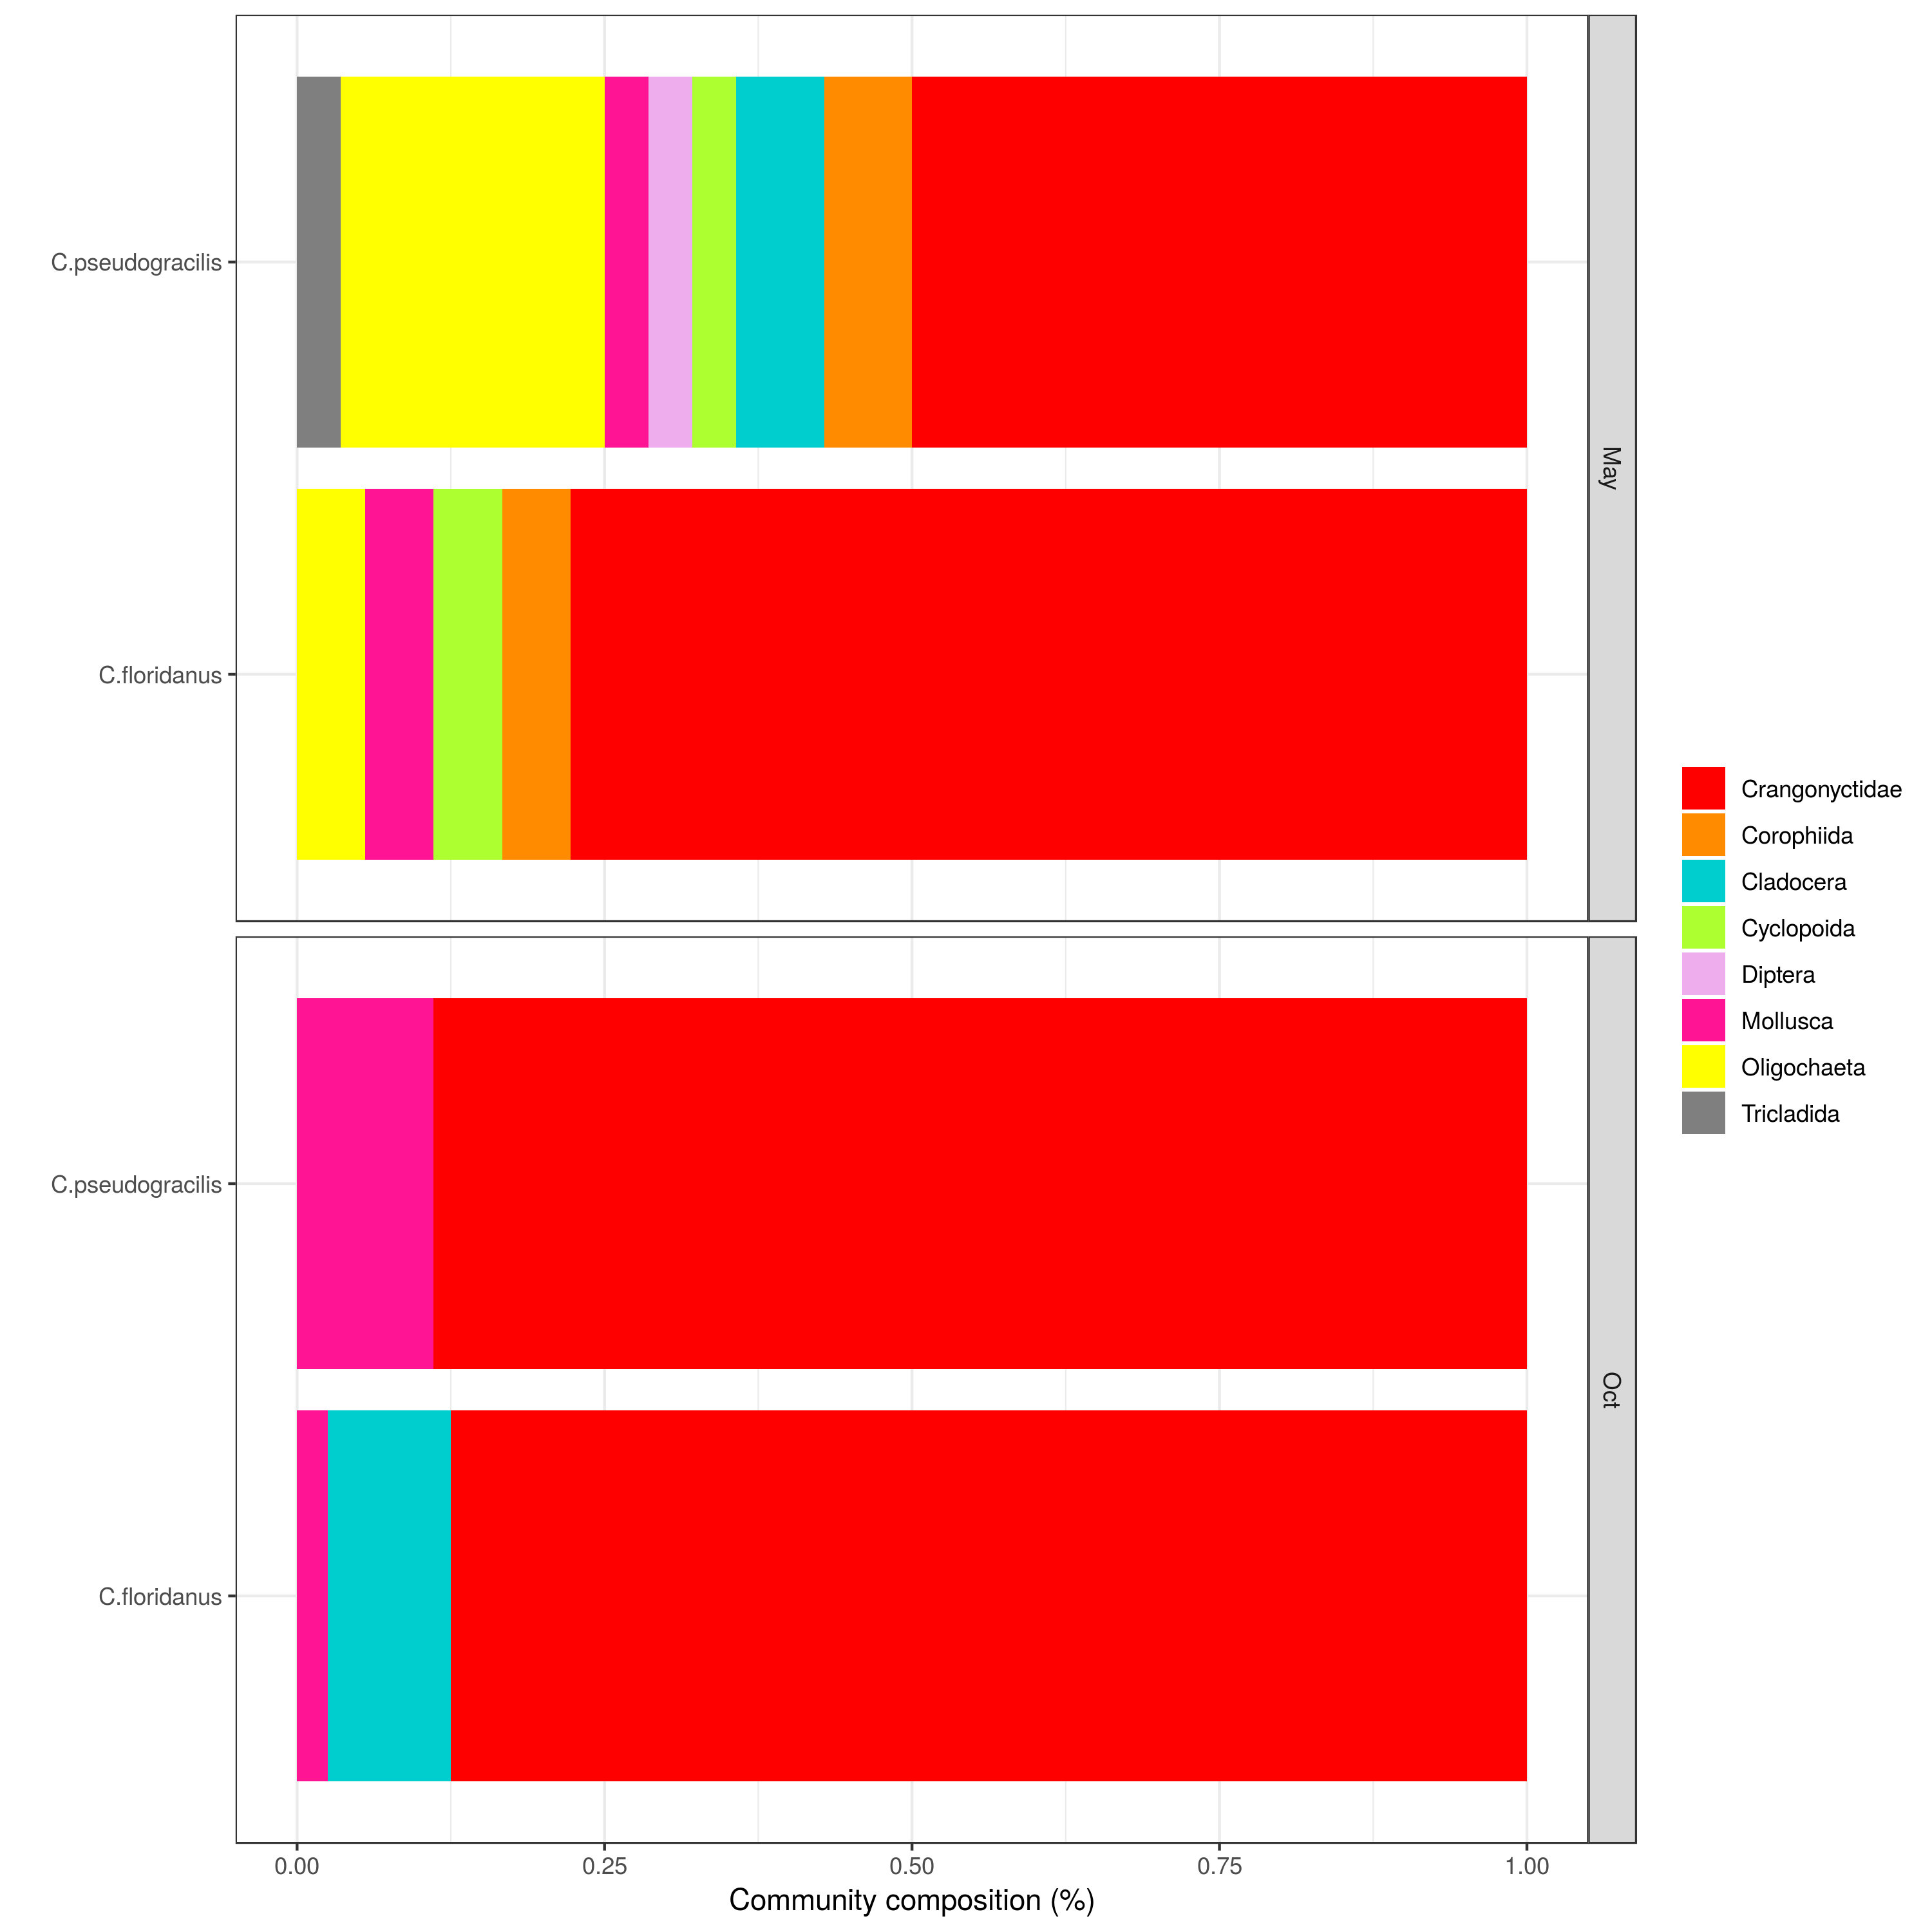 C.pseudogracilis
C.floridanus
May
C.pseudogracilis
C.floridanus
Oct
0.00
0.25
0.50
0.75
1.00
Community composition (%)
Crangonyctidae
Corophiida
Cladocera
Cyclopoida
Diptera
Mollusca
Oligochaeta
Tricladida